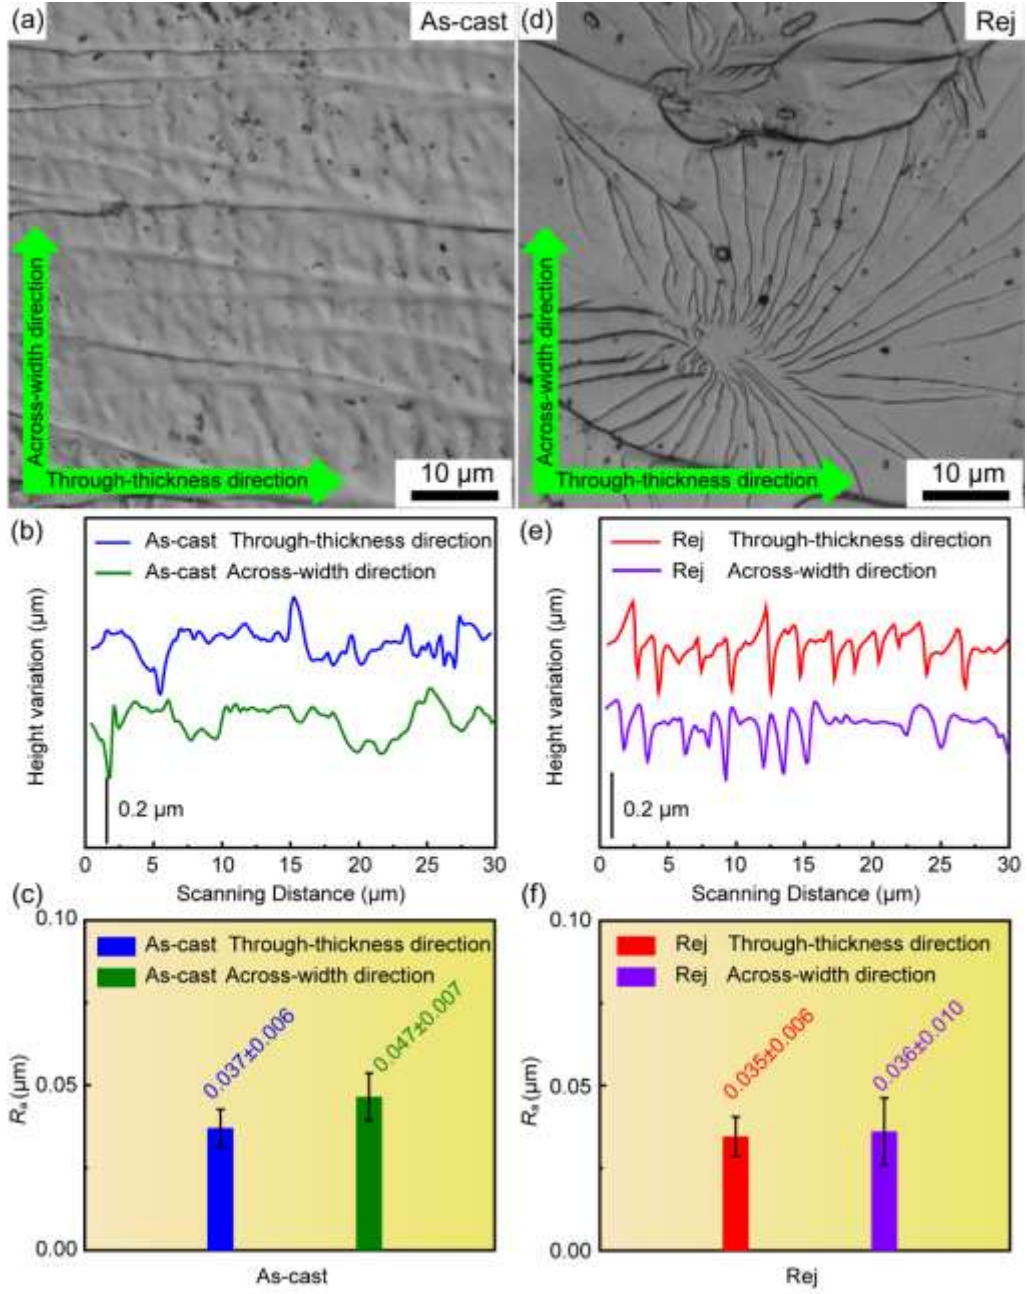 (a) As-cast
Across-width direction
Through-thickness direction
10 μm
(d) Rej
Across-width direction
Through-thickness direction
10 μm
(b)
As-cast Through-thickness direction
As-cast Across-width direction
Height variation (μm)
0.2 μm
0 5 10 15 20 25 30
Scanning Distance (μm)
(e)
Rej Through-thickness direction
Rej Across-width direction
Height variation (μm)
0.2 μm
0 5 10 15 20 25 30
Scanning Distance (μm)
(c)
0.10
As-cast Through-thickness direction
As-cast Across-width direction
0.037±0.006
0.047±0.007
0.05
Ra (μm)
0.00
As-cast
(f)
0.10
Rej Through-thickness direction
Rej Across-width direction
0.035±0.006
0.036±0.010
0.05
Ra (μm)
0.00
Rej